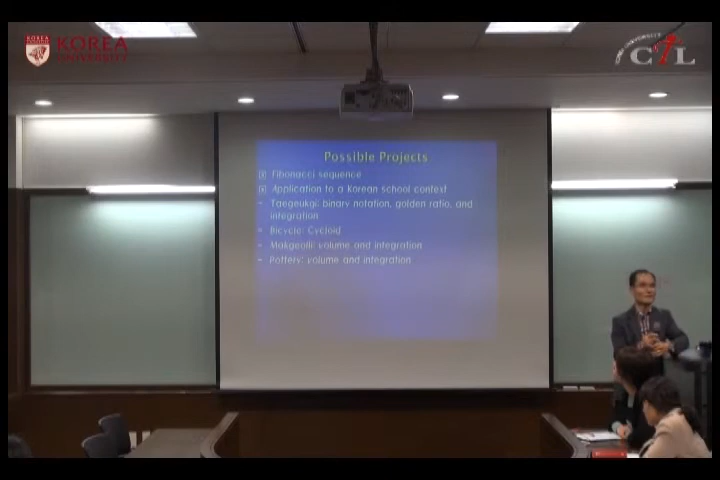 KOREA
UNIVERSITY
CTL
Possible Projects
Fibonacci sequence
Application to a Korean school context
- Taegeukgi: binary notation, golden ratio, and
integration
- Bicycle: Cycloid
- Makgeolli: volume and integration
- Pottery: volume and integration